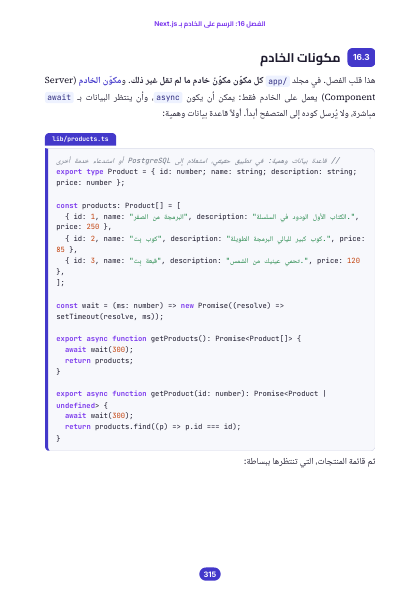 الفصل 16: الرسم على الخادم بـ Next.js
16.3 مكونات الخادم
هذا قلب الفصل. في مجلد app/ كل مكوّن مكوّنُ خادم ما لم تقل غير ذلك. ومكوّن الخادم (Server
Component) يعمل على الخادم فقط: يمكن أن يكون async، وأن ينتظر البيانات بـ await
مباشرة، ولا يُرسل كوده إلى المتصفح أبداً. أولاً قاعدة بيانات وهمية:
lib/products.ts
// قاعدة بيانات وهمية: في تطبيق حقيقي، استعلام إلى PostgreSQL أو استدعاء خدمة أخرى
export type Product = { id: number; name: string; description: string;
price: number };
const products: Product[] = [
{ id: 1, name: "البرمجة من الصفر", description: "الكتاب الأول الودود في السلسلة.",
price: 250 },
{ id: 2, name: "كوب بِت", description: "كوب كبير لليالي البرمجة الطويلة.", price:
85 },
{ id: 3, name: "قبعة بِت", description: "تحمي عينيك من الشمس.", price: 120
},
];
const wait = (ms: number) => new Promise((resolve) =>
setTimeout(resolve, ms));
export async function getProducts(): Promise<Product[]> {
await wait(300);
return products;
}
export async function getProduct(id: number): Promise<Product |
undefined> {
await wait(300);
return products.find((p) => p.id === id);
}
ثم قائمة المنتجات، التي تنتظرها ببساطة:
315